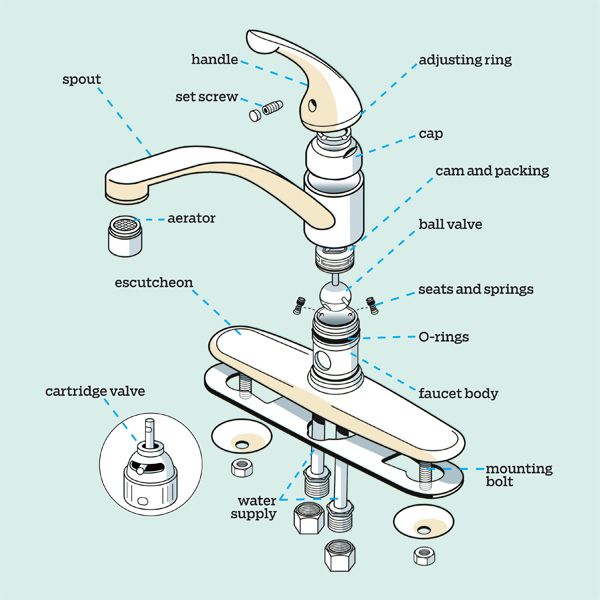 handle
adjusting ring
spout
set screw
cap
cam and packing
aerator
ball valve
escutcheon
seats and springs
O-rings
cartridge valve
faucet body
mounting
bolt
water
supply